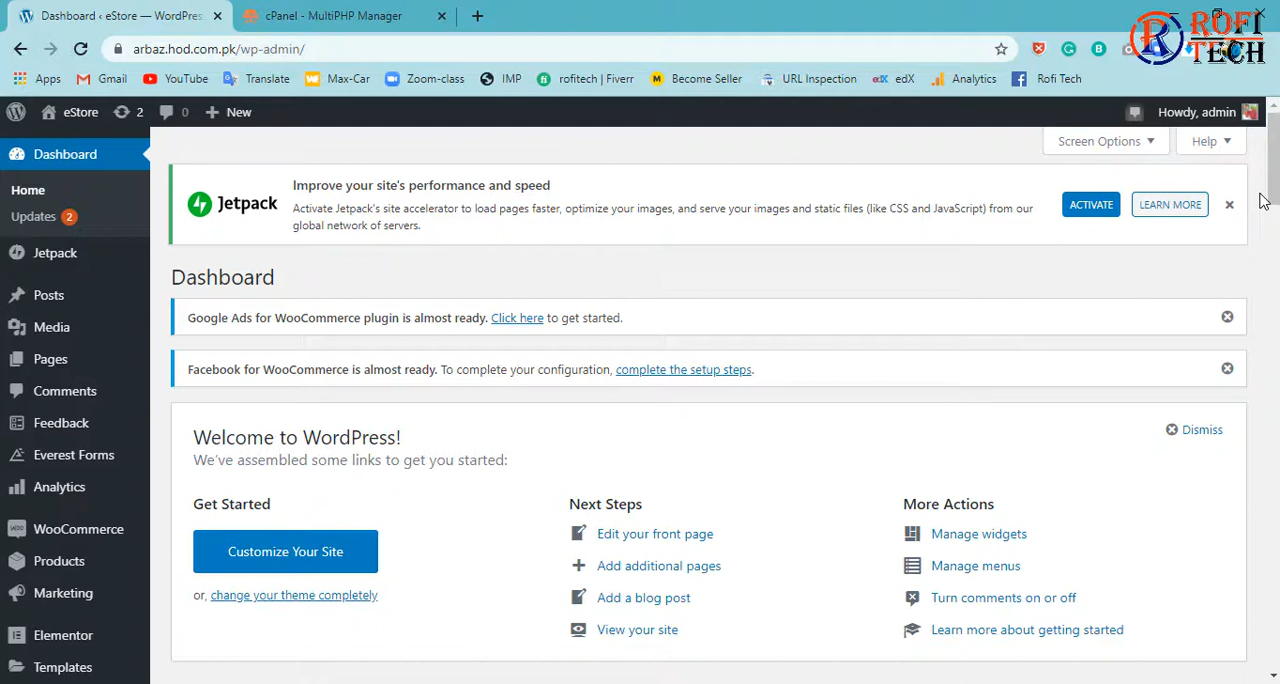 Dashboard ‹ eStore — WordPress
cPanel - MultiPHP Manager
ROFI
TECH
arbaz.hod.com.pk/wp-admin/
Apps
Gmail
YouTube
Translate
Max-Car
Zoom-class
IMP
rofitech | Fiverr
Become Seller
URL Inspection
edX
Analytics
Rofi Tech
eStore
2
0
New
Howdy, admin
Dashboard
Home
Updates 2
Jetpack
Posts
Media
Pages
Comments
Feedback
Everest Forms
Analytics
WooCommerce
Products
Marketing
Elementor
Templates
Screen Options
Help
Jetpack
Improve your site's performance and speed
Activate Jetpack's site accelerator to load pages faster, optimize your images, and serve your images and static files (like CSS and JavaScript) from our
global network of servers.
ACTIVATE
LEARN MORE
Dashboard
Google Ads for WooCommerce plugin is almost ready. Click here to get started.
Facebook for WooCommerce is almost ready. To complete your configuration, complete the setup steps.
Welcome to WordPress!
Dismiss
We've assembled some links to get you started:
Get Started
Customize Your Site
or, change your theme completely
Next Steps
Edit your front page
Add additional pages
Add a blog post
View your site
More Actions
Manage widgets
Manage menus
Turn comments on or off
Learn more about getting started